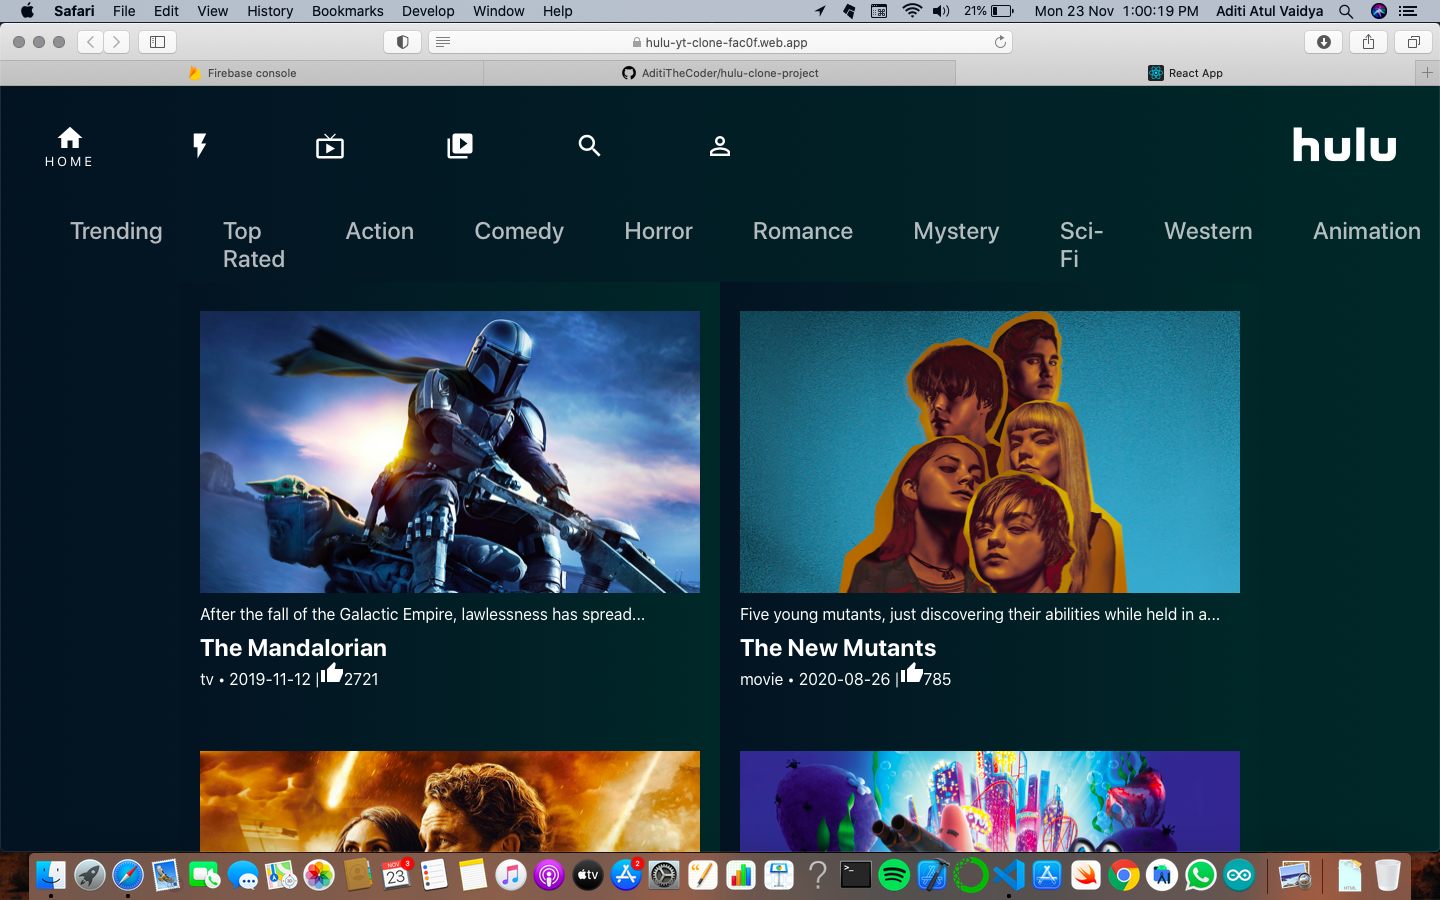 Safari File Edit View History Bookmarks Develop Window Help 21% Mon 23 Nov 1:00:19 PM Aditi Atul Vaidya
hulu-yt-clone-fac0f.web.app
Firebase console AditiTheCoder/hulu-clone-project React App
HOME hulu
Trending Top Rated Action Comedy Horror Romance Mystery Sci-Fi Western Animation
After the fall of the Galactic Empire, lawlessness has spread...
The Mandalorian
tv • 2019-11-12 | 2721
Five young mutants, just discovering their abilities while held in a...
The New Mutants
movie • 2020-08-26 | 785
NOV 3
23
2
tv
HTML